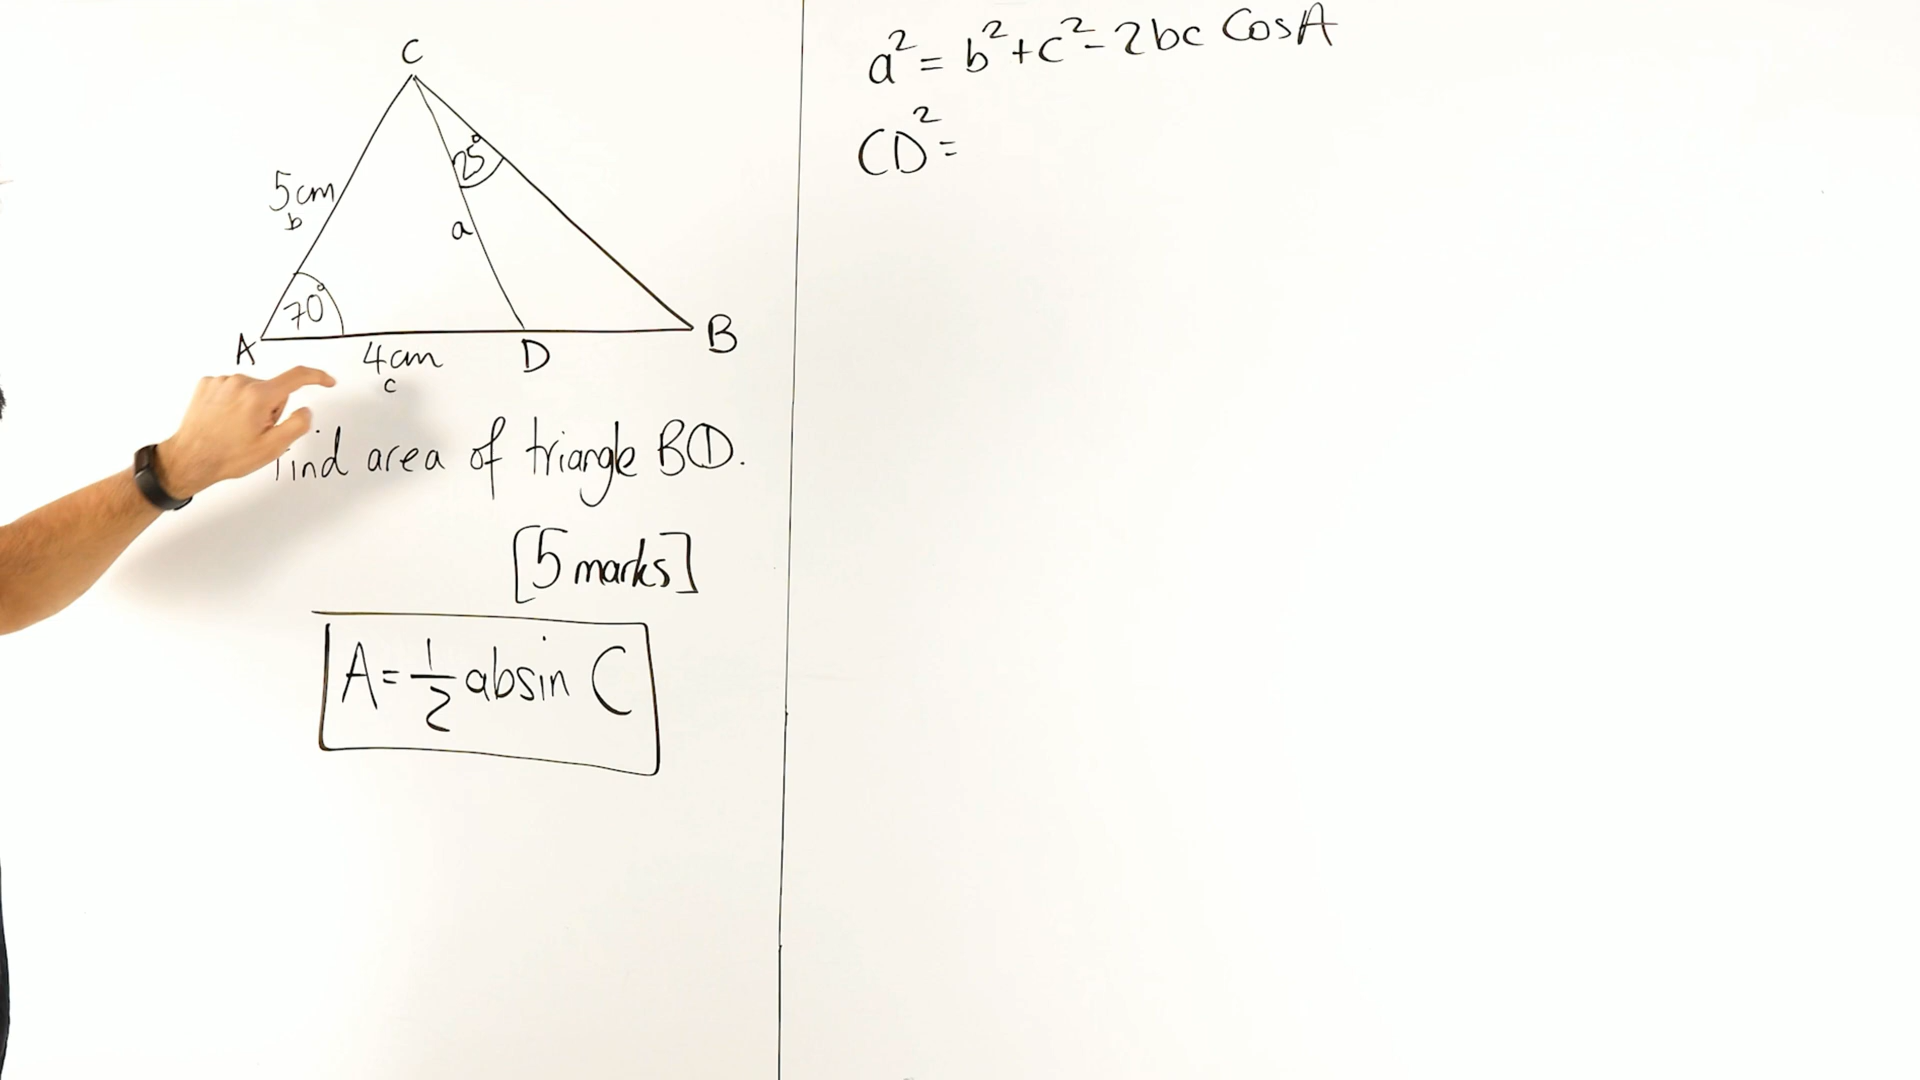 C
25°
5cm
b
a
70°
A
4cm
c
D
B
find area of triangle BCD.
[5 marks]
A = 1/2 absin C
a² = b² + c² - 2bc CosA
CD² =